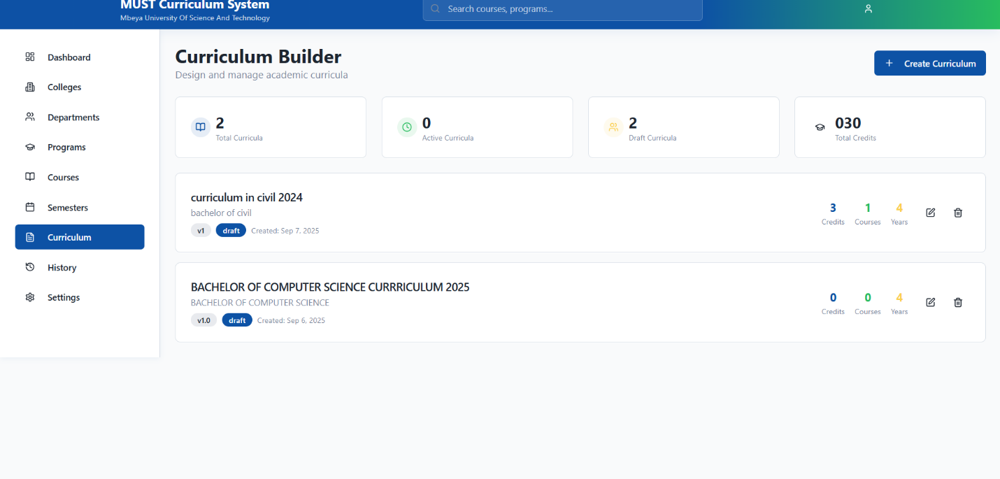 MUST Curriculum System
Mbeya University Of Science And Technology
Search courses, programs...
Dashboard
Colleges
Departments
Programs
Courses
Semesters
Curriculum
History
Settings
Curriculum Builder
Design and manage academic curricula
Create Curriculum
2
Total Curricula
0
Active Curricula
2
Draft Curricula
030
Total Credits
curriculum in civil 2024
bachelor of civil
v1 draft Created: Sep 7, 2025
3 1 4
Credits Courses Years
BACHELOR OF COMPUTER SCIENCE CURRRICULUM 2025
BACHELOR OF COMPUTER SCIENCE
v1.0 draft Created: Sep 6, 2025
0 0 4
Credits Courses Years